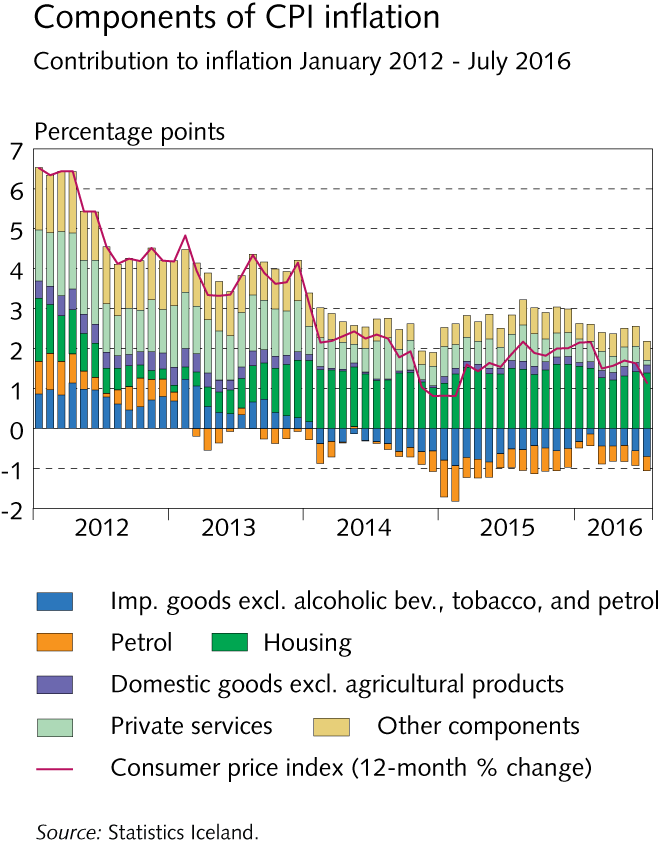 Components of CPI inflation
Contribution to inflation January 2012 - July 2016
Percentage points
7
6
5
4
3
2
1
0
-1
-2
2012 2013 2014 2015 2016
Imp. goods excl. alcoholic bev., tobacco, and petrol
Petrol Housing
Domestic goods excl. agricultural products
Private services Other components
Consumer price index (12-month % change)
Source: Statistics Iceland.